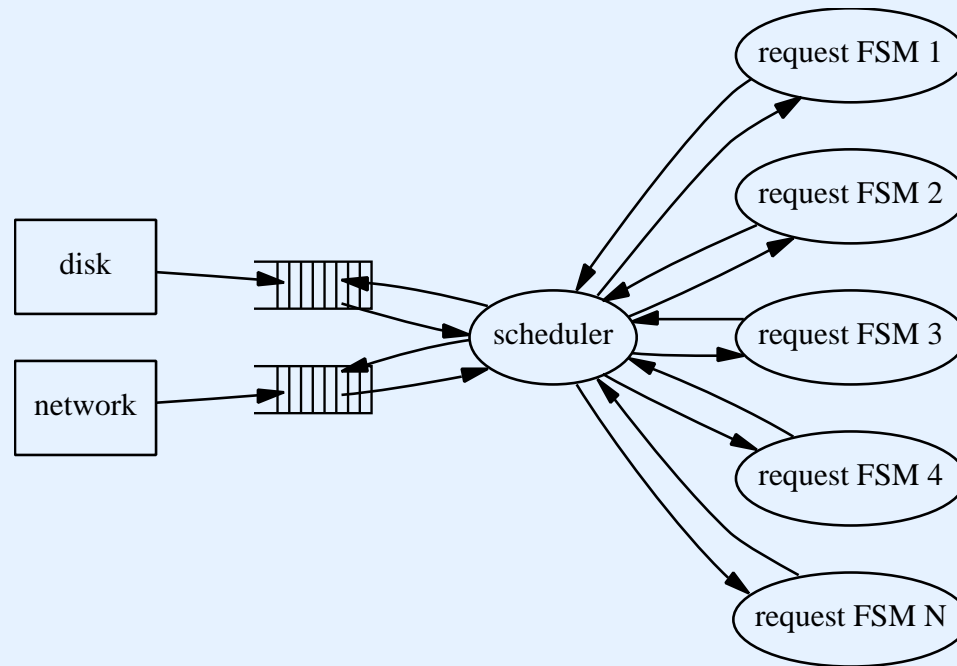 request FSM 1
request FSM 2
disk
scheduler
request FSM 3
network
request FSM 4
request FSM N